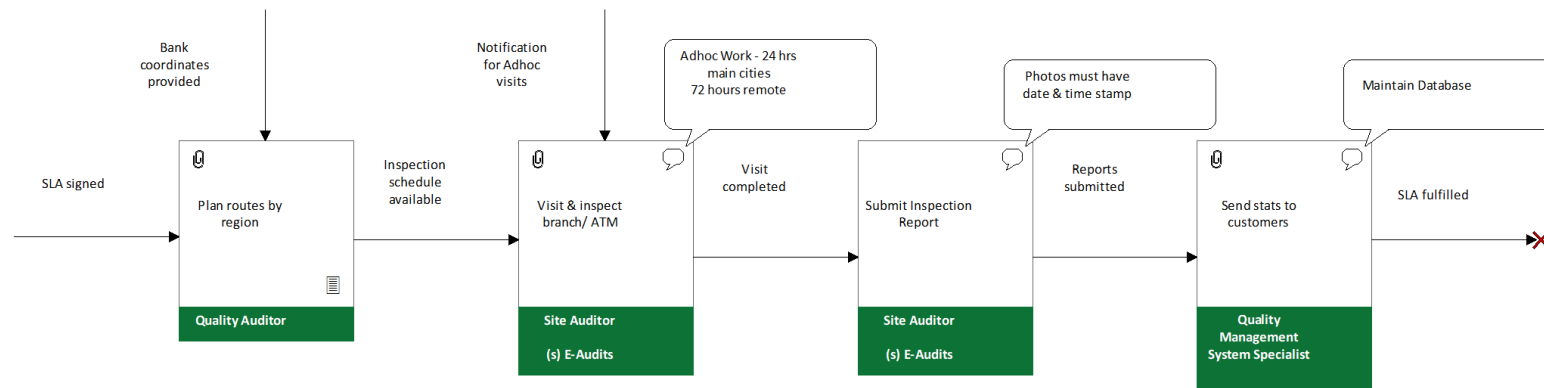 Bank
coordinates
provided
Notification
for Adhoc
visits
Adhoc Work - 24 hrs
main cities
72 hours remote
Photos must have
date & time stamp
Maintain Database
SLA signed
Inspection
schedule
available
Visit
completed
Reports
submitted
SLA fulfilled
Plan routes by
region
Visit & inspect
branch/ ATM
Submit Inspection
Report
Send stats to
customers
Quality Auditor
Site Auditor
(s) E-Audits
Site Auditor
(s) E-Audits
Quality
Management
System Specialist